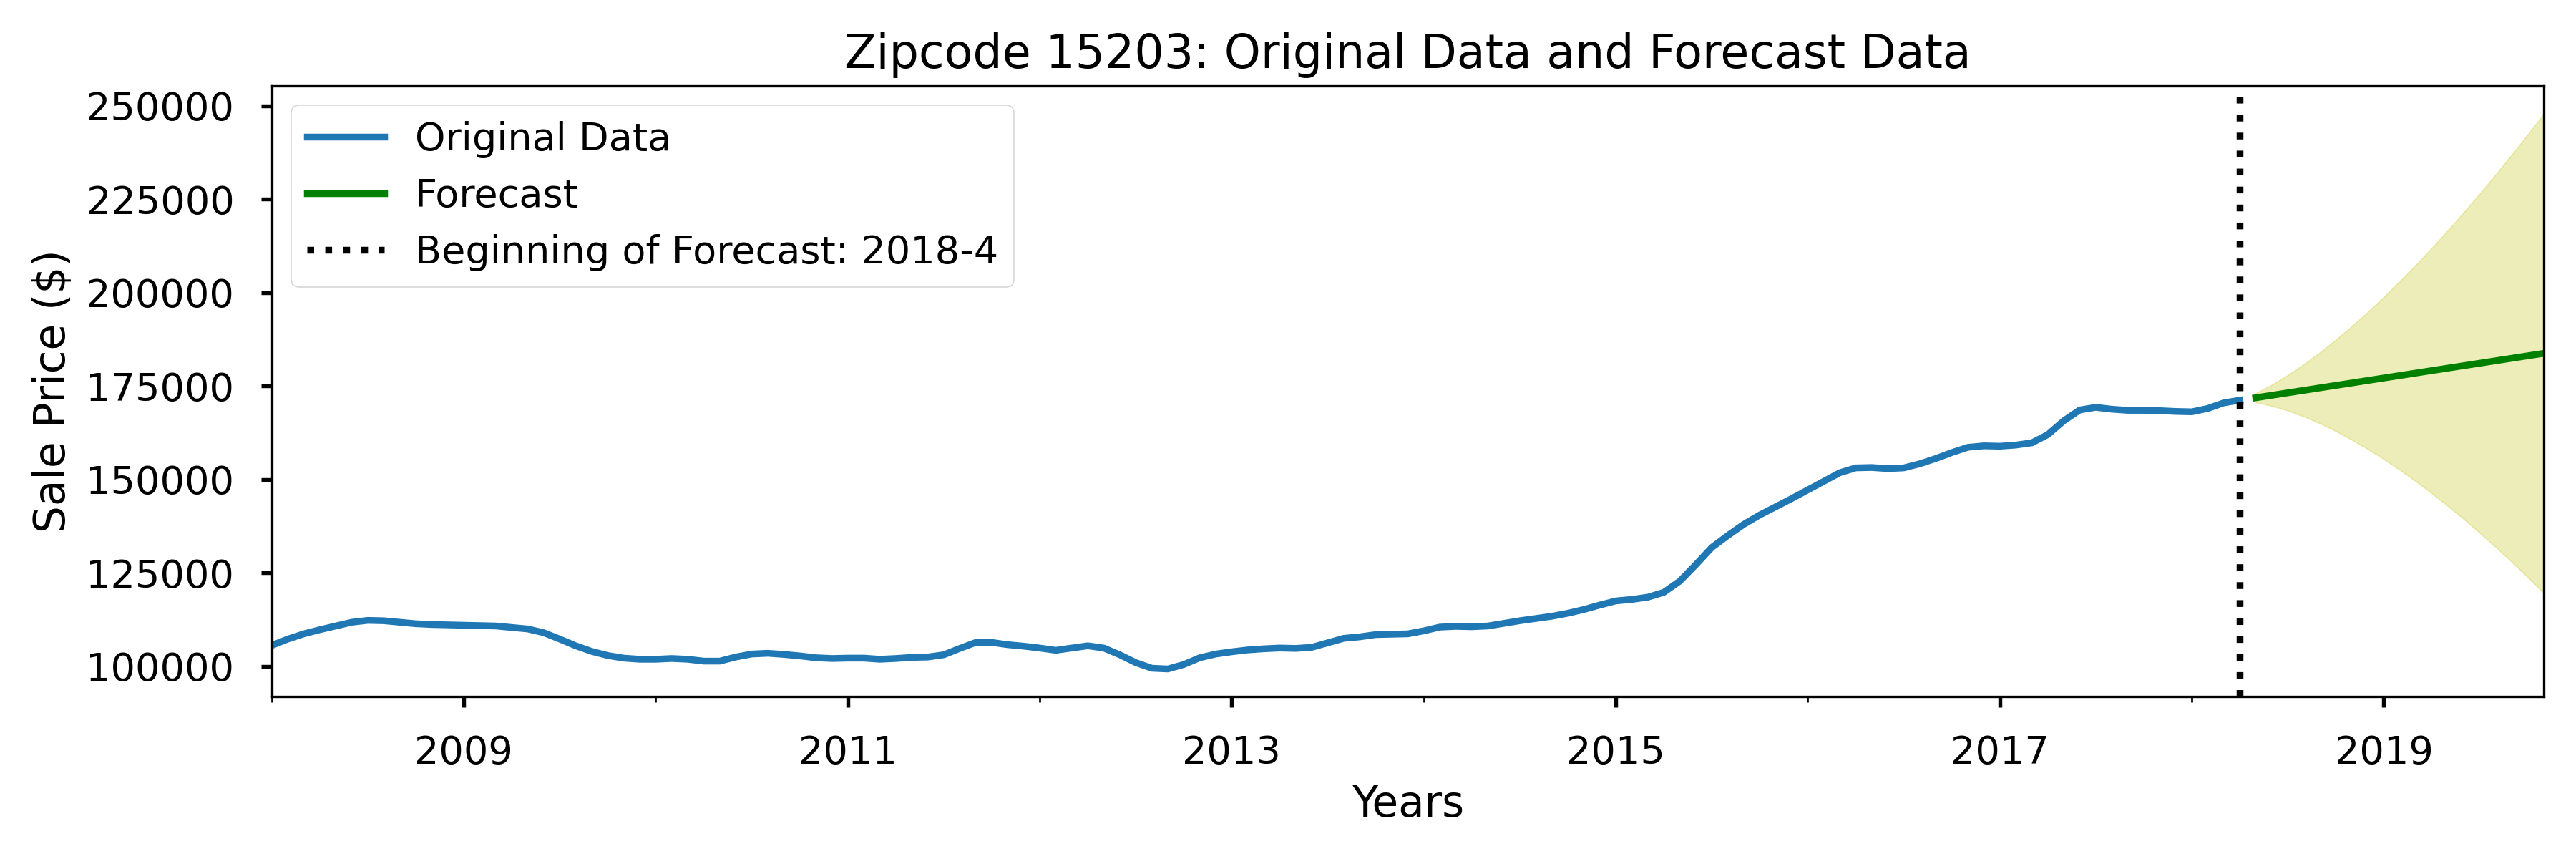 Zipcode 15203: Original Data and Forecast Data
250000
225000
200000
175000
150000
125000
100000
Sale Price ($)
Original Data
Forecast
Beginning of Forecast: 2018-4
2009
2011
2013
2015
2017
2019
Years